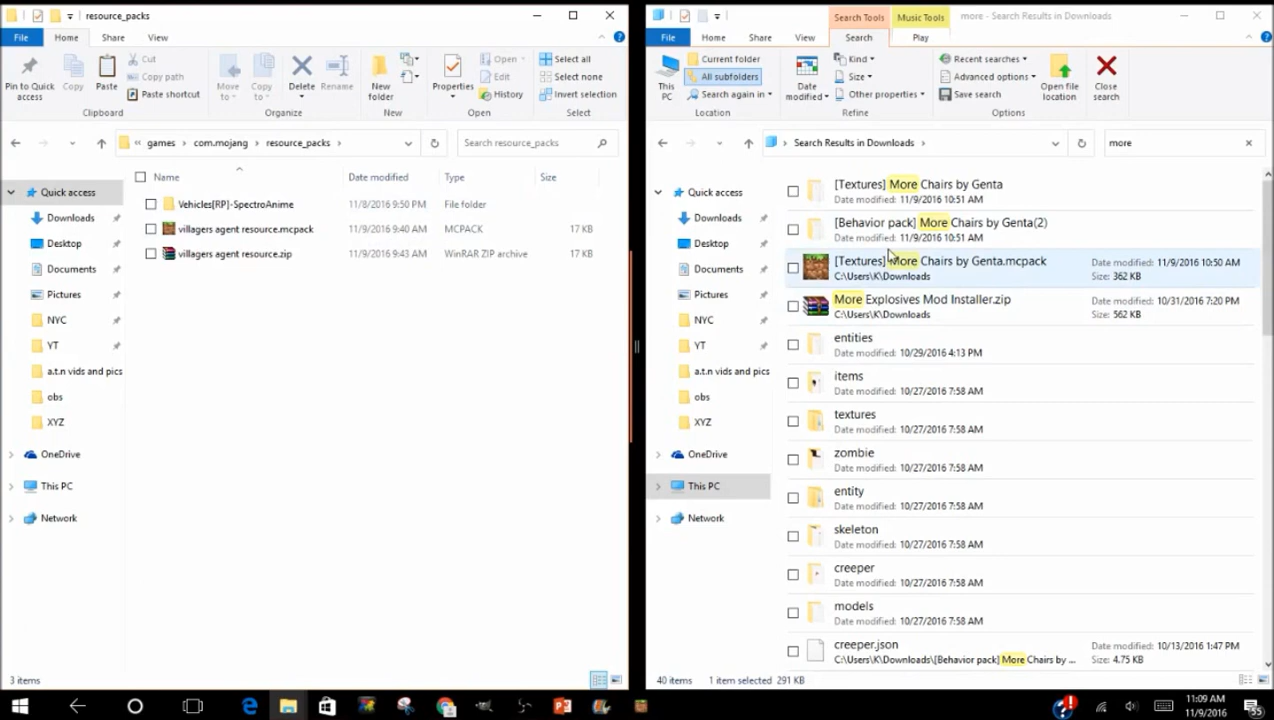 resource_packs
File Home Share View
Pin to Quick access
Copy
Paste
Cut
Copy path
Paste shortcut
Clipboard
Move to
Copy to
Delete
Rename
Organize
New folder
New
Properties
Open
Edit
History
Open
Select all
Select none
Invert selection
Select
« games › com.mojang › resource_packs ›
Search resource_packs
Name Date modified Type Size
Quick access
Downloads
Desktop
Documents
Pictures
NYC
YT
a.t.n vids and pics
obs
XYZ
OneDrive
This PC
Network
Vehicles[RP]-SpectroAnime 11/8/2016 9:50 PM File folder
villagers agent resource.mcpack 11/9/2016 9:40 AM MCPACK 17 KB
villagers agent resource.zip 11/9/2016 9:43 AM WinRAR ZIP archive 17 KB
3 items
Search Tools Music Tools more - Search Results in Downloads
File Home Share View Search Play
This PC
Current folder
All subfolders
Search again in
Location
Date modified
Kind
Size
Other properties
Refine
Recent searches
Advanced options
Save search
Open file location
Options
Close search
Search Results in Downloads ›
more
Quick access
Downloads
Desktop
Documents
Pictures
NYC
YT
a.t.n vids and pics
obs
XYZ
OneDrive
This PC
Network
[Textures] More Chairs by Genta
Date modified: 11/9/2016 10:51 AM
[Behavior pack] More Chairs by Genta(2)
Date modified: 11/9/2016 10:51 AM
[Textures] More Chairs by Genta.mcpack Date modified: 11/9/2016 10:50 AM
C:\Users\K\Downloads Size: 362 KB
More Explosives Mod Installer.zip Date modified: 10/31/2016 7:20 PM
C:\Users\K\Downloads Size: 562 KB
entities
Date modified: 10/29/2016 4:13 PM
items
Date modified: 10/27/2016 7:58 AM
textures
Date modified: 10/27/2016 7:58 AM
zombie
Date modified: 10/27/2016 7:58 AM
entity
Date modified: 10/27/2016 7:58 AM
skeleton
Date modified: 10/27/2016 7:58 AM
creeper
Date modified: 10/27/2016 7:58 AM
models
Date modified: 10/27/2016 7:58 AM
creeper.json Date modified: 10/13/2016 1:47 PM
C:\Users\K\Downloads\[Behavior pack] More Chairs by ... Size: 4.75 KB
40 items 1 item selected 291 KB
11:09 AM
11/9/2016
55